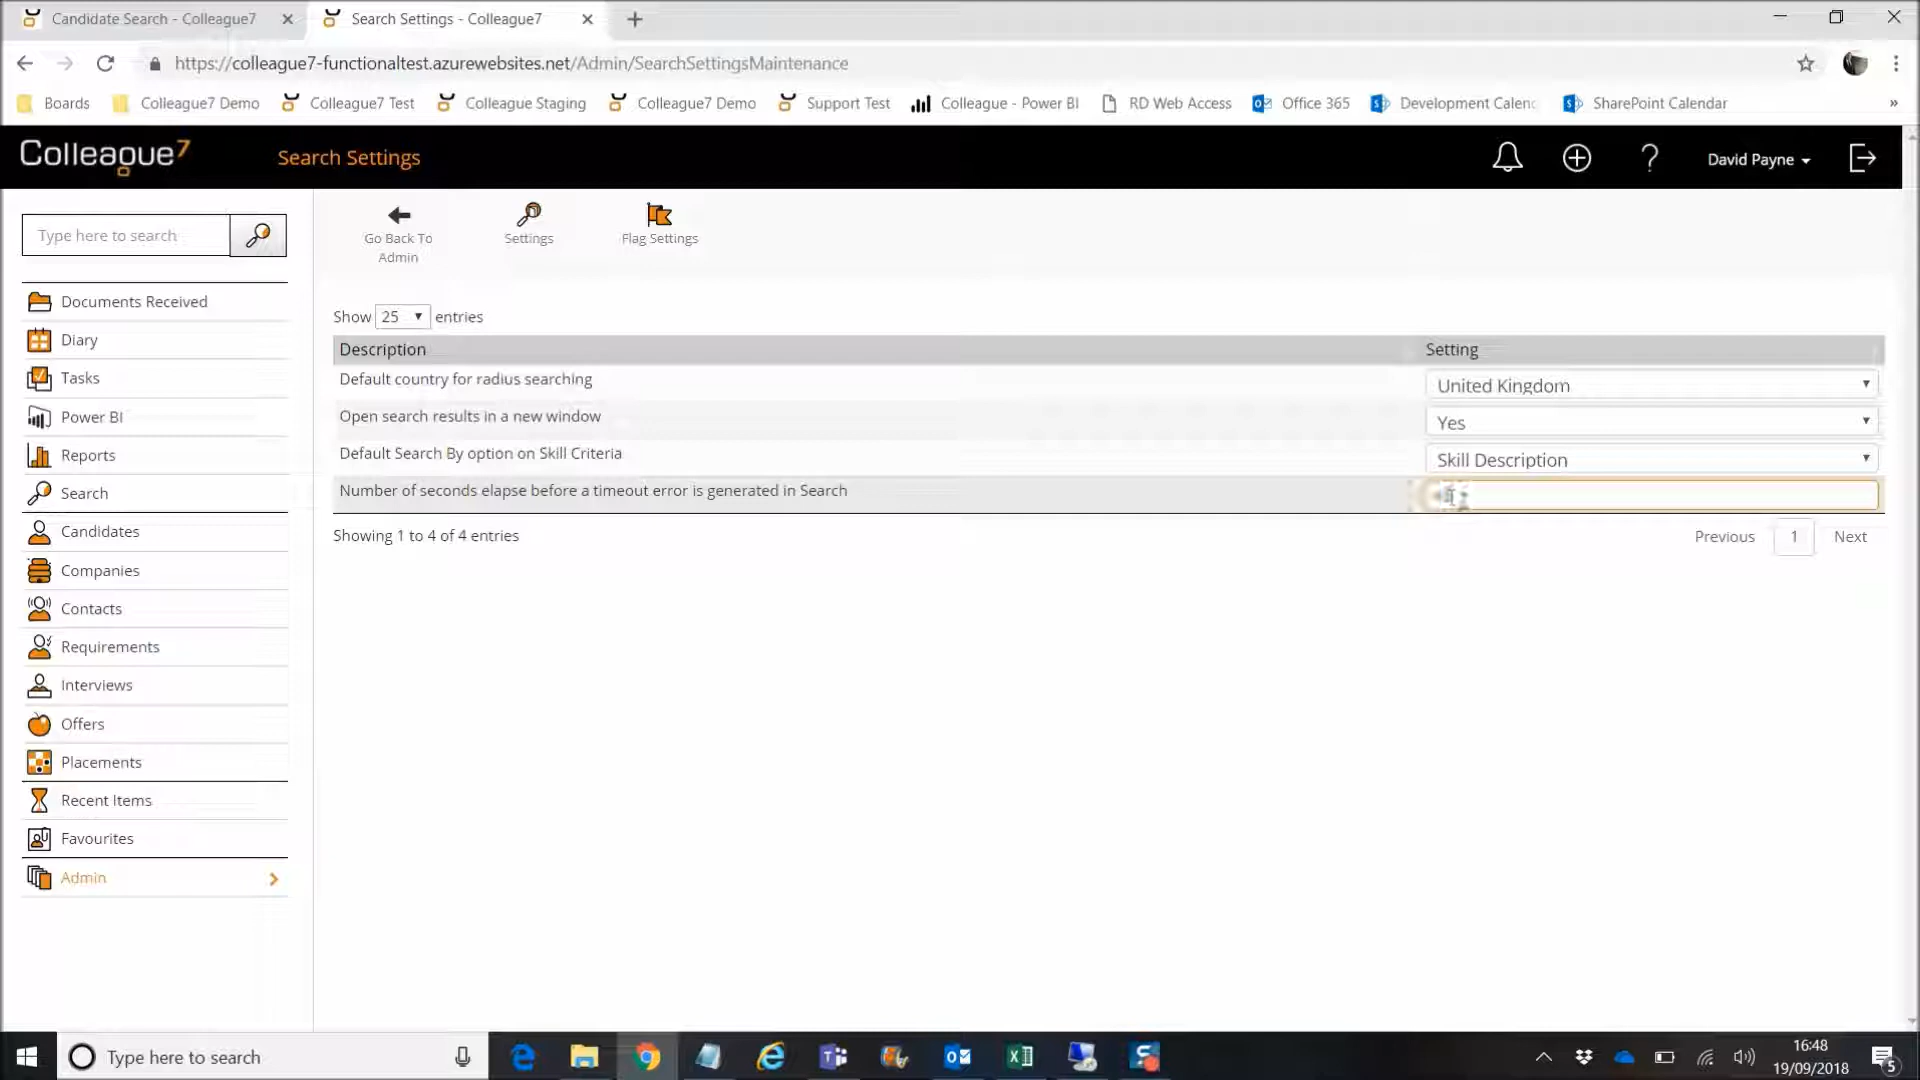 Candidate Search - Colleague7
Search Settings - Colleague7
https://colleague7-functionaltest.azurewebsites.net/Admin/SearchSettingsMaintenance
Boards
Colleague7 Demo
Colleague7 Test
Colleague Staging
Colleague7 Demo
Support Test
Colleague - Power BI
RD Web Access
Office 365
Development Calenc
SharePoint Calendar
»
Colleague7
Search Settings
?
David Payne
Type here to search
Go Back To
Admin
Settings
Flag Settings
Documents Received
Diary
Tasks
Power BI
Reports
Search
Candidates
Companies
Contacts
Requirements
Interviews
Offers
Placements
Recent Items
Favourites
Admin
Show 25 entries
Description Setting
Default country for radius searching United Kingdom
Open search results in a new window Yes
Default Search By option on Skill Criteria Skill Description
Number of seconds elapse before a timeout error is generated in Search
Showing 1 to 4 of 4 entries
Previous 1 Next
Type here to search
16:48
19/09/2018
5